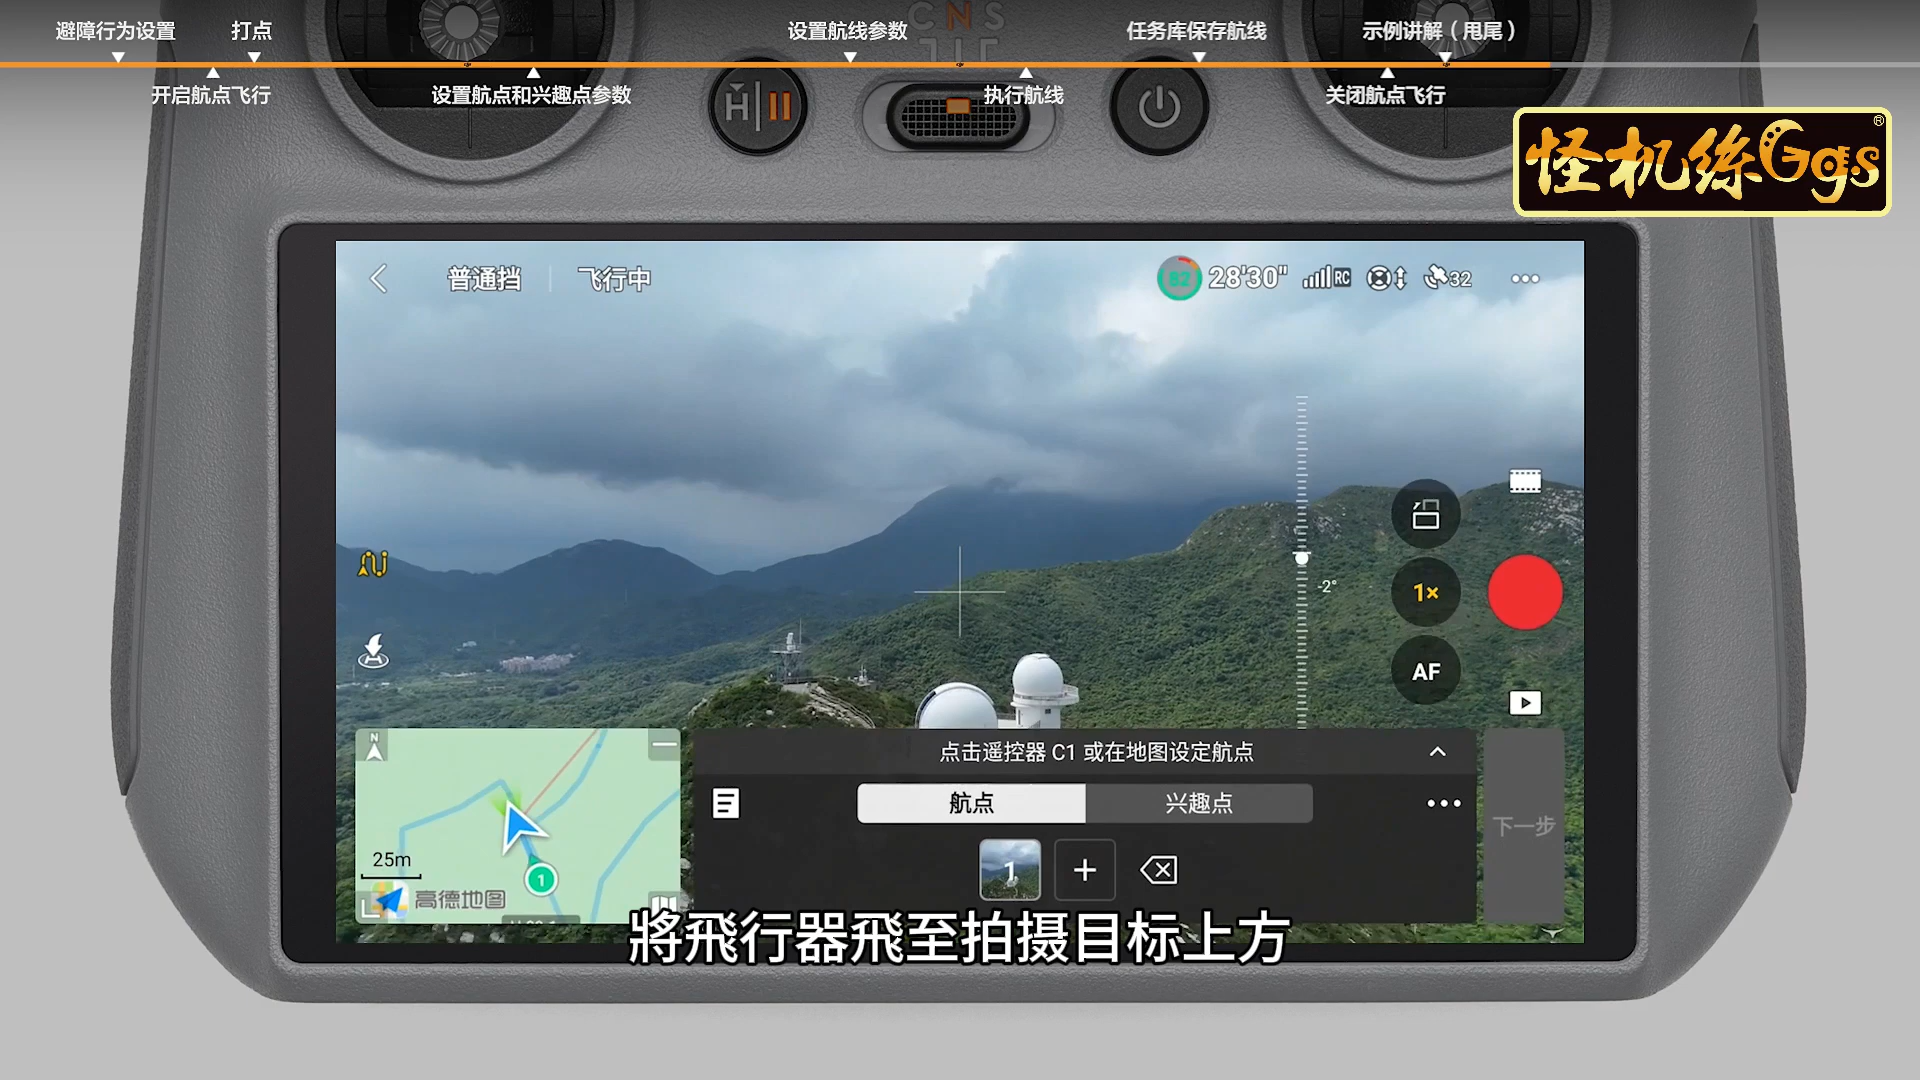 避障行为设置
打点
设置航线参数
任务库保存航线
示例讲解（甩尾）
开启航点飞行
设置航点和兴趣点参数
执行航线
关闭航点飞行
C N S
H
怪机练Ggs®
普通挡
飞行中
82
28'30"
RC
32
-2°
1×
AF
N
25m
高德地图
1
点击遥控器 C1 或在地图设定航点
航点
兴趣点
1
下一步
將飛行器飛至拍摄目标上方